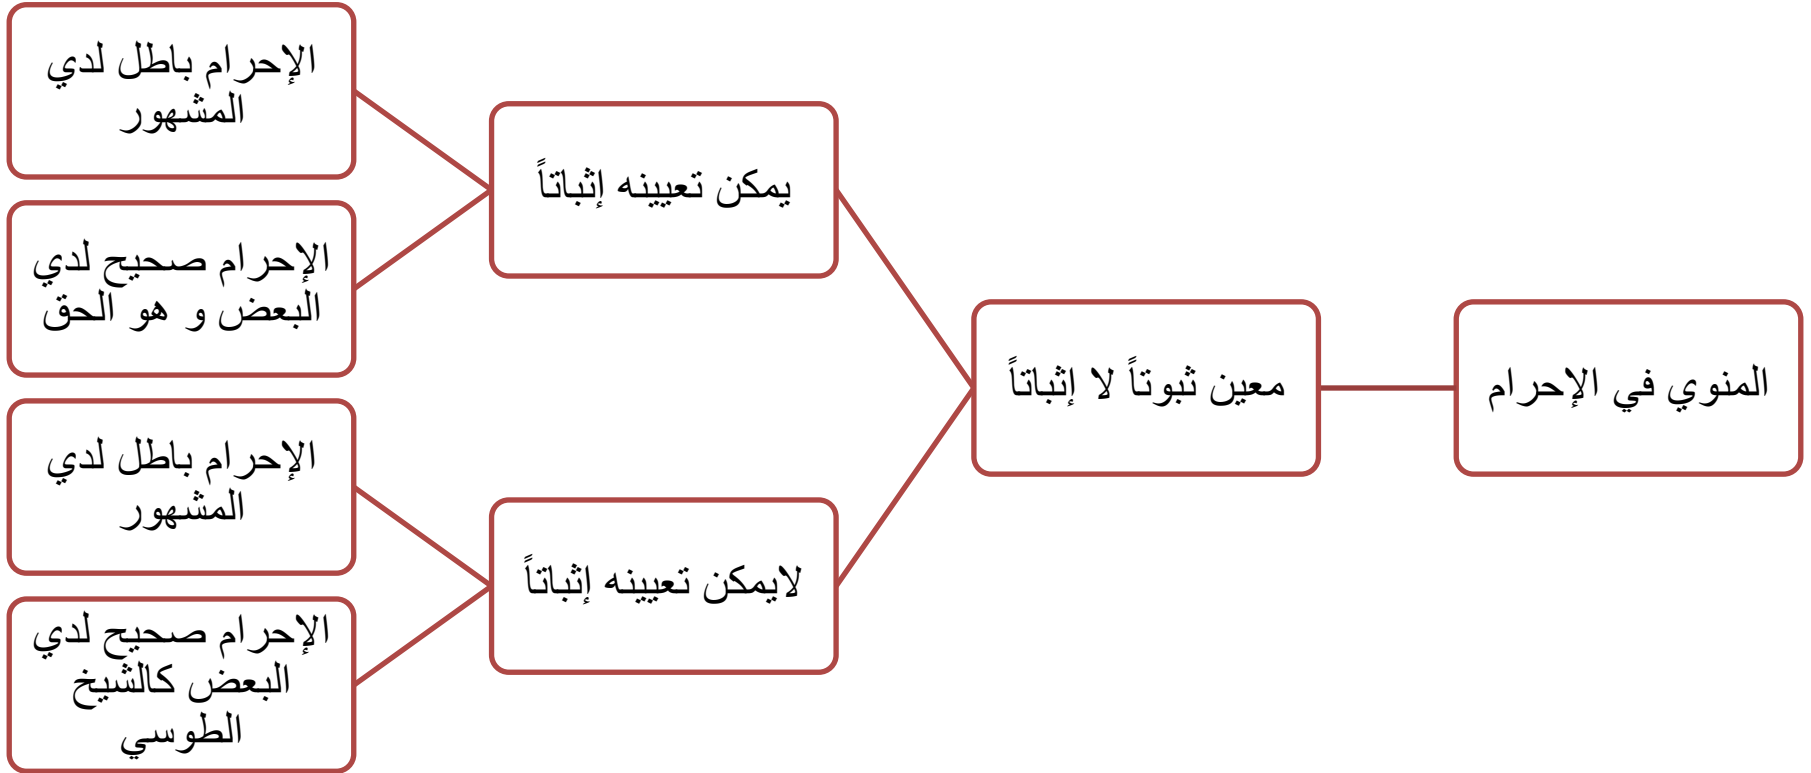 المنوي في الإحرام
معين ثبوتاً لا إثباتاً
يمكن تعيينه إثباتاً
الإحرام باطل لدي
المشهور
الإحرام صحيح لدي
البعض و هو الحق
لايمكن تعيينه إثباتاً
الإحرام باطل لدي
المشهور
الإحرام صحيح لدي
البعض كالشيخ
الطوسي